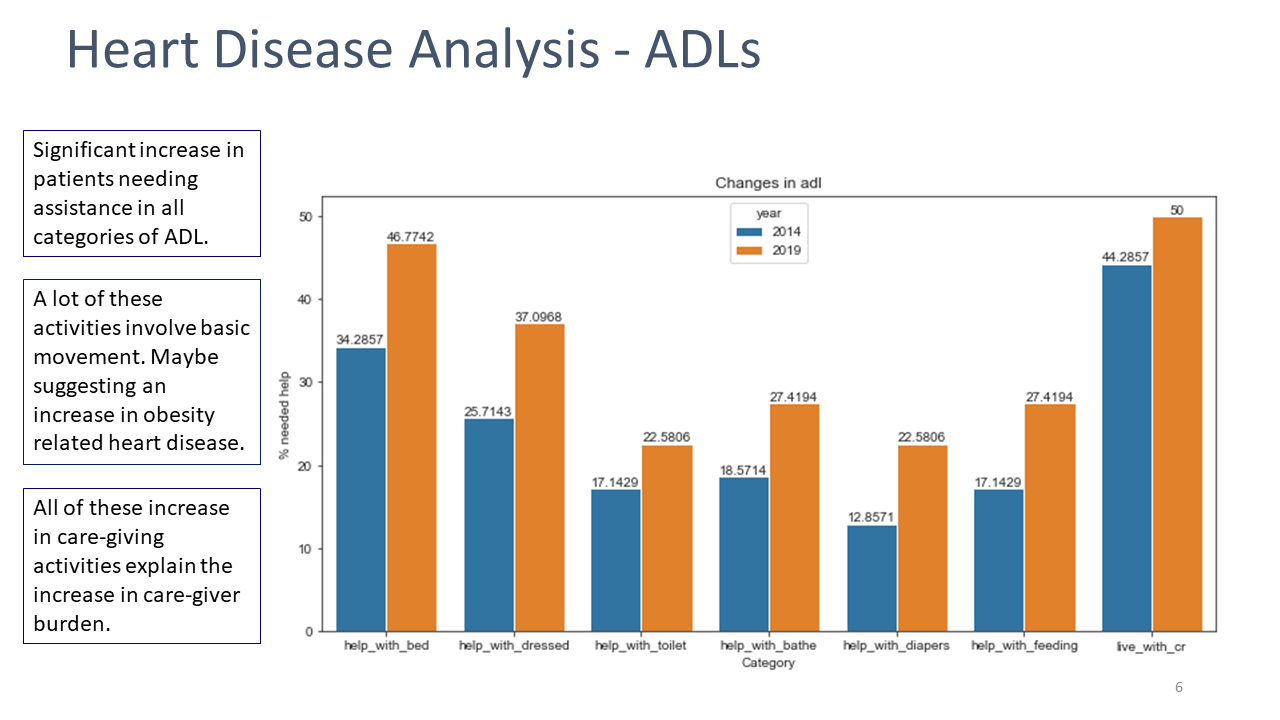 Heart Disease Analysis - ADLs
Significant increase in
patients needing
assistance in all
categories of ADL.
A lot of these
activities involve basic
movement. Maybe
suggesting an
increase in obesity
related heart disease.
All of these increase
in care-giving
activities explain the
increase in care-giver
burden.
Changes in adl
year
2014
2019
% needed help
50
40
30
20
10
0
34.2857
46.7742
25.7143
37.0968
17.1429
22.5806
18.5714
27.4194
12.8571
22.5806
17.1429
27.4194
44.2857
50
help_with_bed
help_with_dressed
help_with_toilet
help_with_bathe
help_with_diapers
help_with_feeding
live_with_cr
Category
6